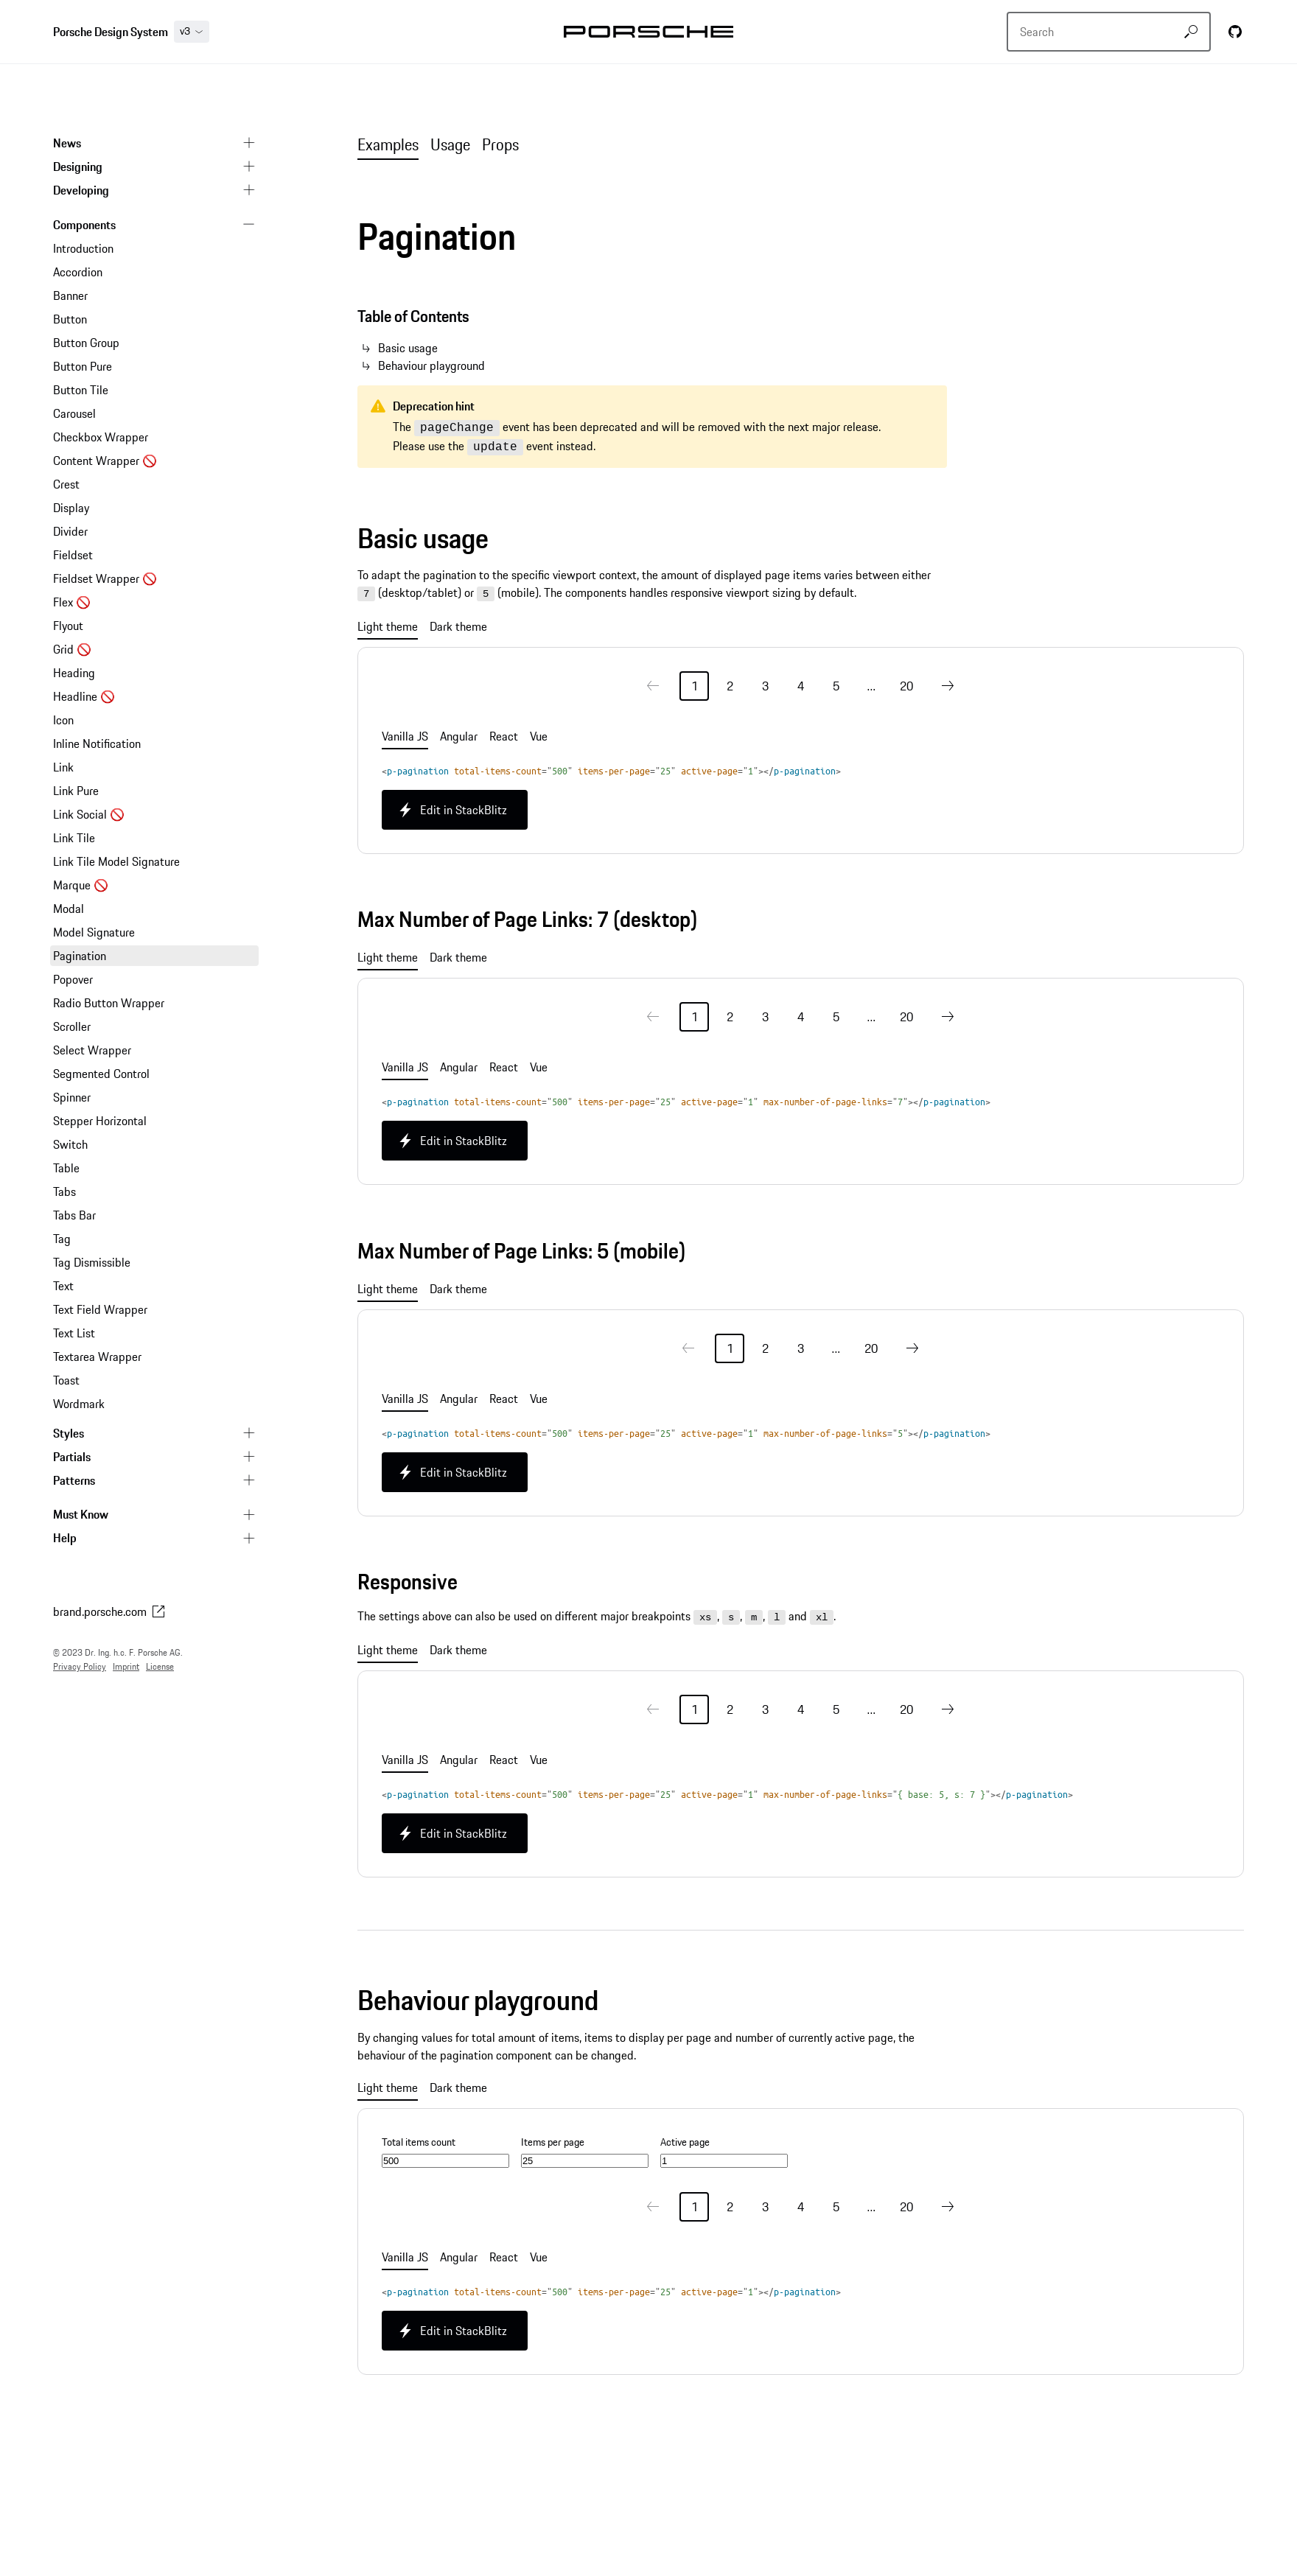 Porsche Design System
v3
PORSCHE
Search
News
Designing
Developing
Components
Introduction
Accordion
Banner
Button
Button Group
Button Pure
Button Tile
Carousel
Checkbox Wrapper
Content Wrapper 🚫
Crest
Display
Divider
Fieldset
Fieldset Wrapper 🚫
Flex 🚫
Flyout
Grid 🚫
Heading
Headline 🚫
Icon
Inline Notification
Link
Link Pure
Link Social 🚫
Link Tile
Link Tile Model Signature
Marque 🚫
Modal
Model Signature
Pagination
Popover
Radio Button Wrapper
Scroller
Select Wrapper
Segmented Control
Spinner
Stepper Horizontal
Switch
Table
Tabs
Tabs Bar
Tag
Tag Dismissible
Text
Text Field Wrapper
Text List
Textarea Wrapper
Toast
Wordmark
Styles
Partials
Patterns
Must Know
Help
brand.porsche.com
© 2023 Dr. Ing. h.c. F. Porsche AG.
Privacy Policy Imprint License
Examples Usage Props
Pagination
Table of Contents
↳ Basic usage
↳ Behaviour playground
Deprecation hint
The pageChange event has been deprecated and will be removed with the next major release.
Please use the update event instead.
Basic usage
To adapt the pagination to the specific viewport context, the amount of displayed page items varies between either
7 (desktop/tablet) or 5 (mobile). The components handles responsive viewport sizing by default.
Light theme Dark theme
← 1 2 3 4 5 ... 20 →
Vanilla JS Angular React Vue
<p-pagination total-items-count="500" items-per-page="25" active-page="1"></p-pagination>
Edit in StackBlitz
Max Number of Page Links: 7 (desktop)
Light theme Dark theme
← 1 2 3 4 5 ... 20 →
Vanilla JS Angular React Vue
<p-pagination total-items-count="500" items-per-page="25" active-page="1" max-number-of-page-links="7"></p-pagination>
Edit in StackBlitz
Max Number of Page Links: 5 (mobile)
Light theme Dark theme
← 1 2 3 ... 20 →
Vanilla JS Angular React Vue
<p-pagination total-items-count="500" items-per-page="25" active-page="1" max-number-of-page-links="5"></p-pagination>
Edit in StackBlitz
Responsive
The settings above can also be used on different major breakpoints xs, s, m, l and xl.
Light theme Dark theme
← 1 2 3 4 5 ... 20 →
Vanilla JS Angular React Vue
<p-pagination total-items-count="500" items-per-page="25" active-page="1" max-number-of-page-links="{ base: 5, s: 7 }"></p-pagination>
Edit in StackBlitz
Behaviour playground
By changing values for total amount of items, items to display per page and number of currently active page, the
behaviour of the pagination component can be changed.
Light theme Dark theme
Total items count Items per page Active page
500 25 1
← 1 2 3 4 5 ... 20 →
Vanilla JS Angular React Vue
<p-pagination total-items-count="500" items-per-page="25" active-page="1"></p-pagination>
Edit in StackBlitz